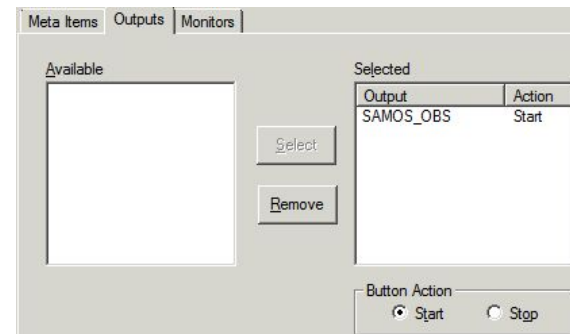 Meta Items Outputs Monitors
Available
Selected
Output Action
SAMOS_OBS Start
Select
Remove
Button Action
Start Stop